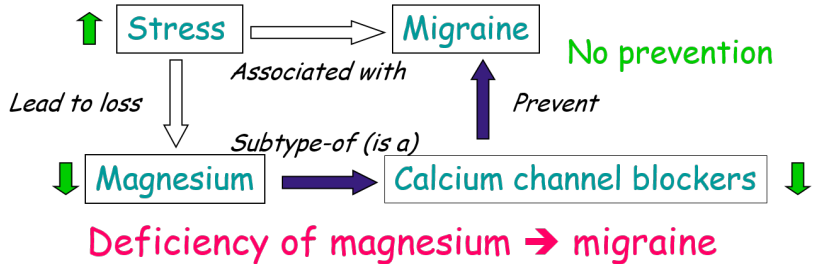 Stress
Migraine
No prevention
Associated with
Lead to loss
Prevent
Subtype-of (is a)
Magnesium
Calcium channel blockers
Deficiency of magnesium ➔ migraine